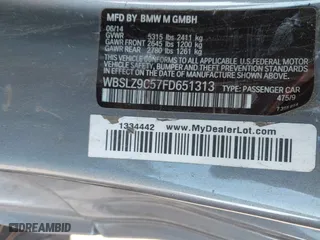 MFD BY BMW M GMBH
06/14
GVWR 5315 lbs 2411 kg
GAWR FRONT 2645 lbs 1200 kg
GAWR REAR 2780 lbs 1261 kg
THIS VEHICLE CONFORMS TO ALL APPLICABLE U.S. FEDERAL MOTOR
VEHICLE SAFETY, BUMPER, AND THEFT PREVENTION STANDARDS
IN EFFECT ON THE DATE OF MANUFACTURE SHOWN ABOVE.
WBSLZ9C57FD651313 TYPE: PASSENGER CAR
475/9
1334442 www.MyDealerLot.com
© DREAMBID